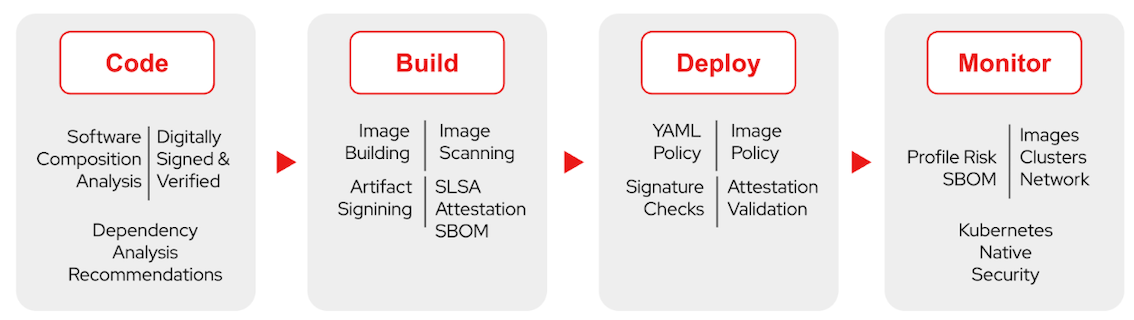 Code
Software
Composition
Analysis
Digitally
Signed &
Verified
Dependency
Analysis
Recommendations
Build
Image
Building
Image
Scanning
Artifact
Signining
SLSA
Attestation
SBOM
Deploy
YAML
Policy
Image
Policy
Signature
Checks
Attestation
Validation
Monitor
Profile Risk
SBOM
Images
Clusters
Network
Kubernetes
Native
Security